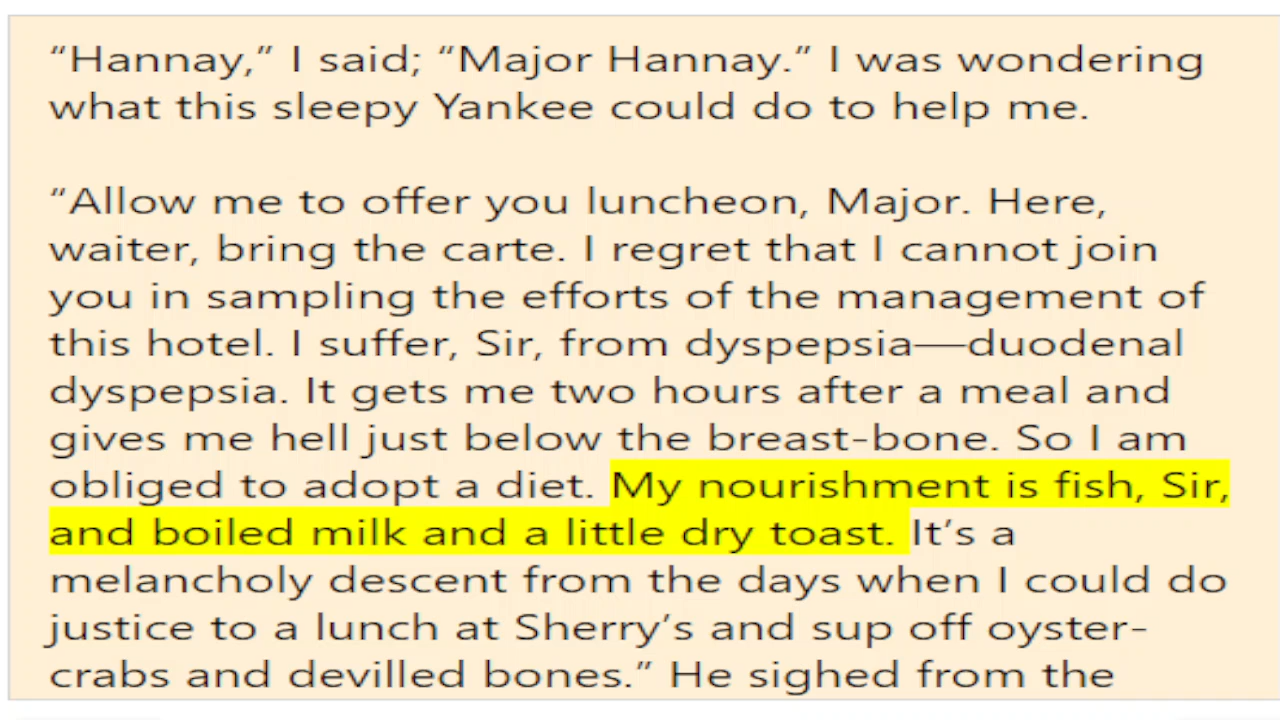 “Hannay,” I said; “Major Hannay.” I was wondering
what this sleepy Yankee could do to help me.
“Allow me to offer you luncheon, Major. Here,
waiter, bring the carte. I regret that I cannot join
you in sampling the efforts of the management of
this hotel. I suffer, Sir, from dyspepsia—duodenal
dyspepsia. It gets me two hours after a meal and
gives me hell just below the breast-bone. So I am
obliged to adopt a diet. My nourishment is fish, Sir,
and boiled milk and a little dry toast. It’s a
melancholy descent from the days when I could do
justice to a lunch at Sherry’s and sup off oyster-
crabs and devilled bones.” He sighed from the